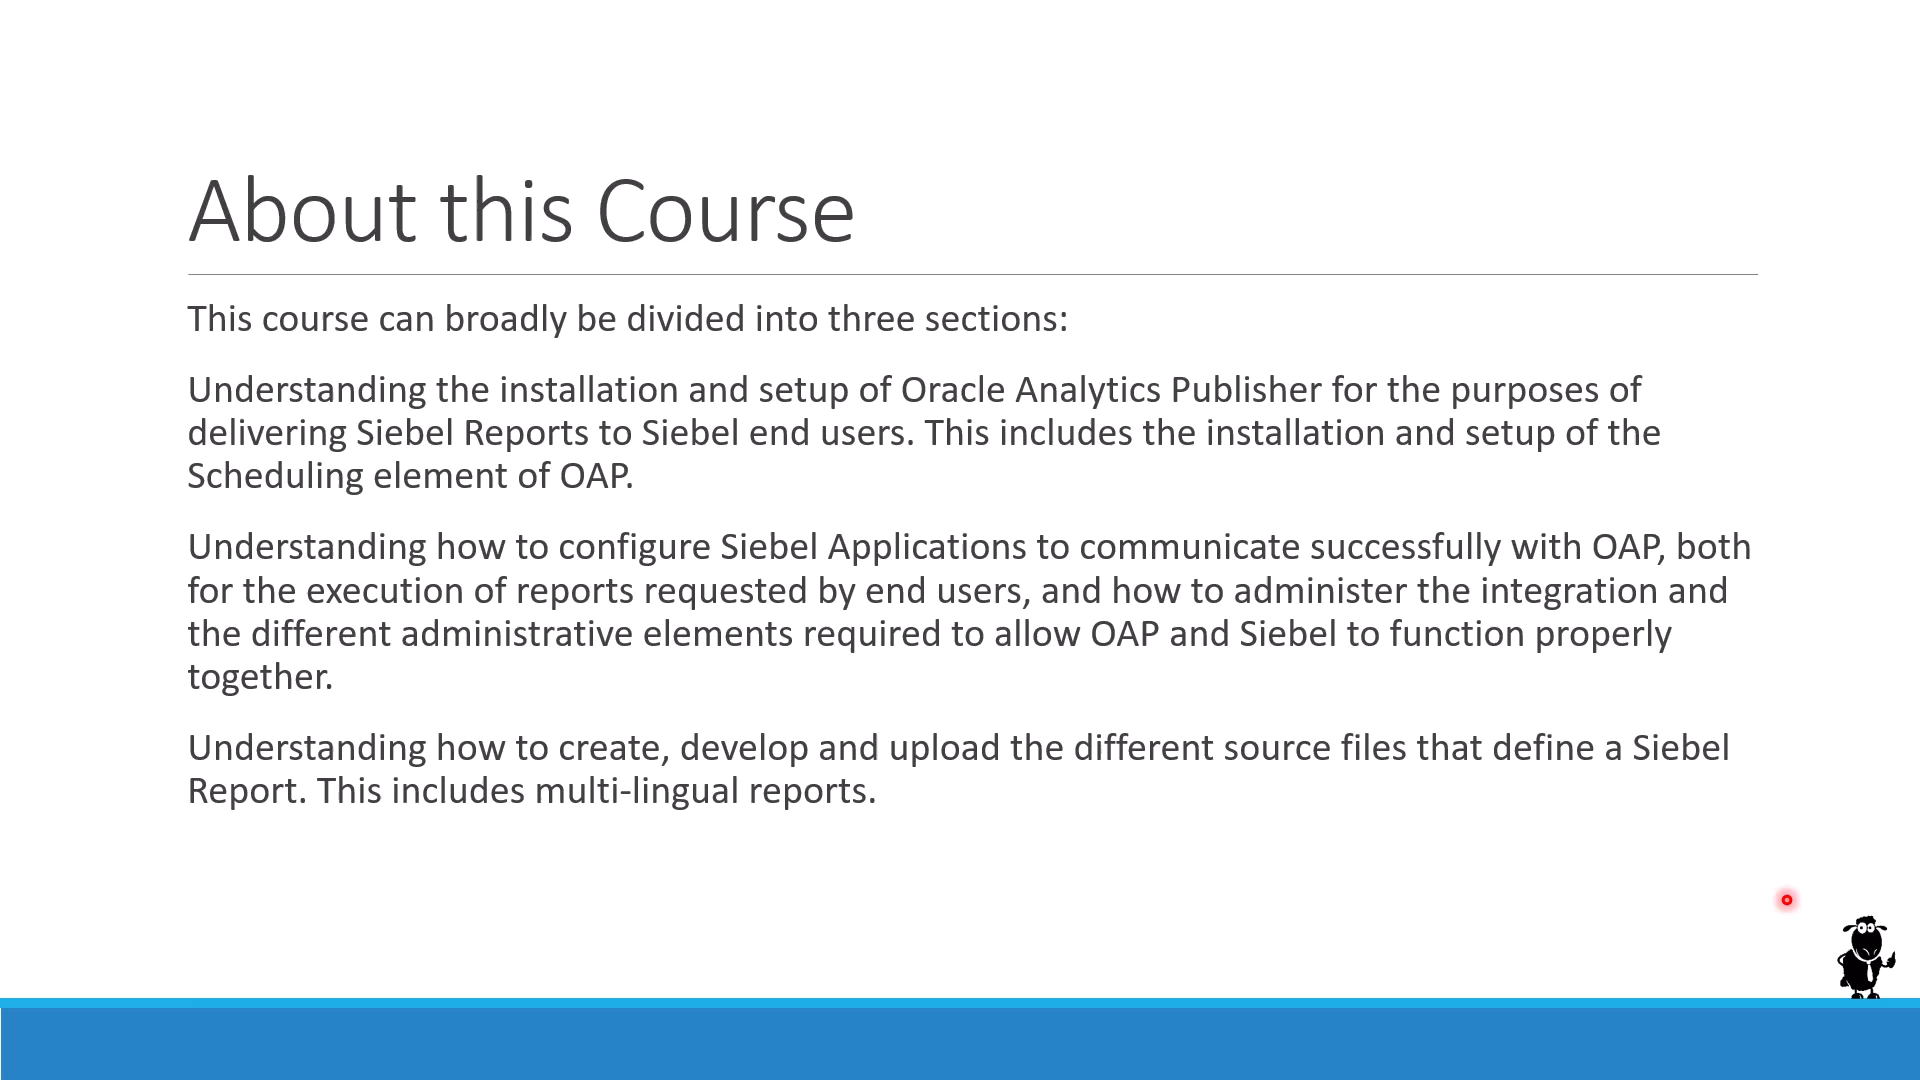 About this Course
This course can broadly be divided into three sections:
Understanding the installation and setup of Oracle Analytics Publisher for the purposes of
delivering Siebel Reports to Siebel end users. This includes the installation and setup of the
Scheduling element of OAP.
Understanding how to configure Siebel Applications to communicate successfully with OAP, both
for the execution of reports requested by end users, and how to administer the integration and
the different administrative elements required to allow OAP and Siebel to function properly
together.
Understanding how to create, develop and upload the different source files that define a Siebel
Report. This includes multi-lingual reports.